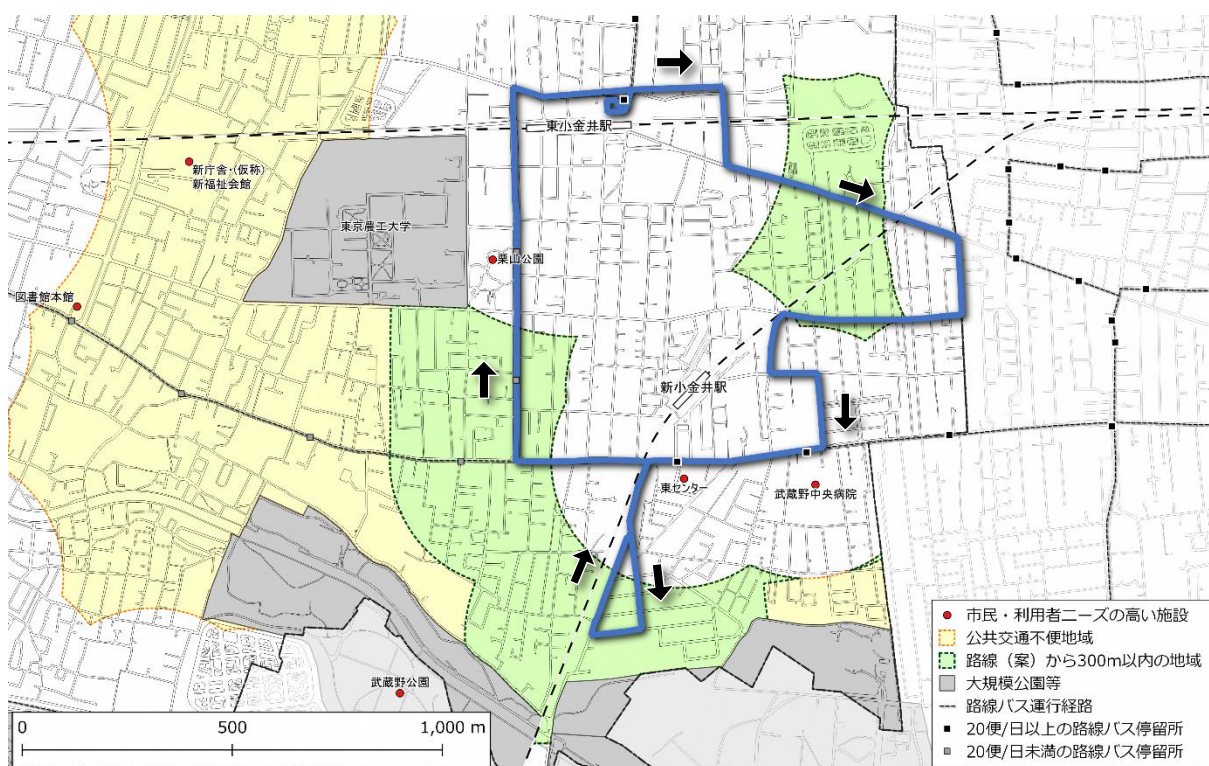 東小金井駅
新庁舎・(仮称)
新福祉会館
東京農工大学
栗山公園
図書館本館
新小金井駅
東センター
武蔵野中央病院
武蔵野公園
0 500 1,000 m
市民・利用者ニーズの高い施設
公共交通不便地域
路線（案）から300m以内の地域
大規模公園等
路線バス運行経路
20便/日以上の路線バス停留所
20便/日未満の路線バス停留所